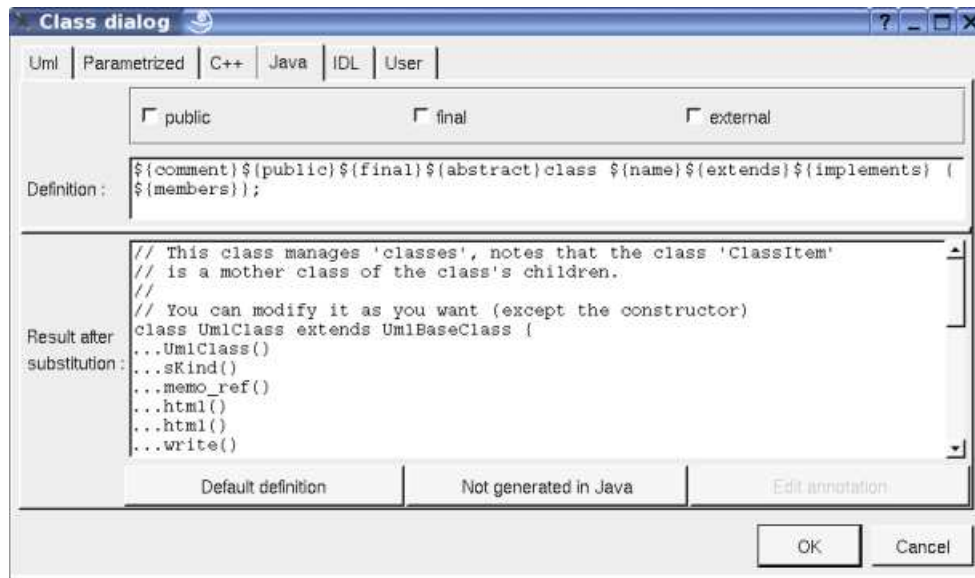 Class dialog
?
Uml Parametrized C++ Java IDL User
public final external
Definition :
${comment}${public}${final}${abstract}class ${name}${extends}${implements} {
${members}};
Result after
substitution :
// This class manages 'classes', notes that the class 'ClassItem'
// is a mother class of the class's children.
//
// You can modify it as you want (except the constructor)
class UmlClass extends UmlBaseClass {
...UmlClass()
...sKind()
...memo_ref()
...html()
...html()
...write()
Default definition Not generated in Java Edit annotation
OK Cancel